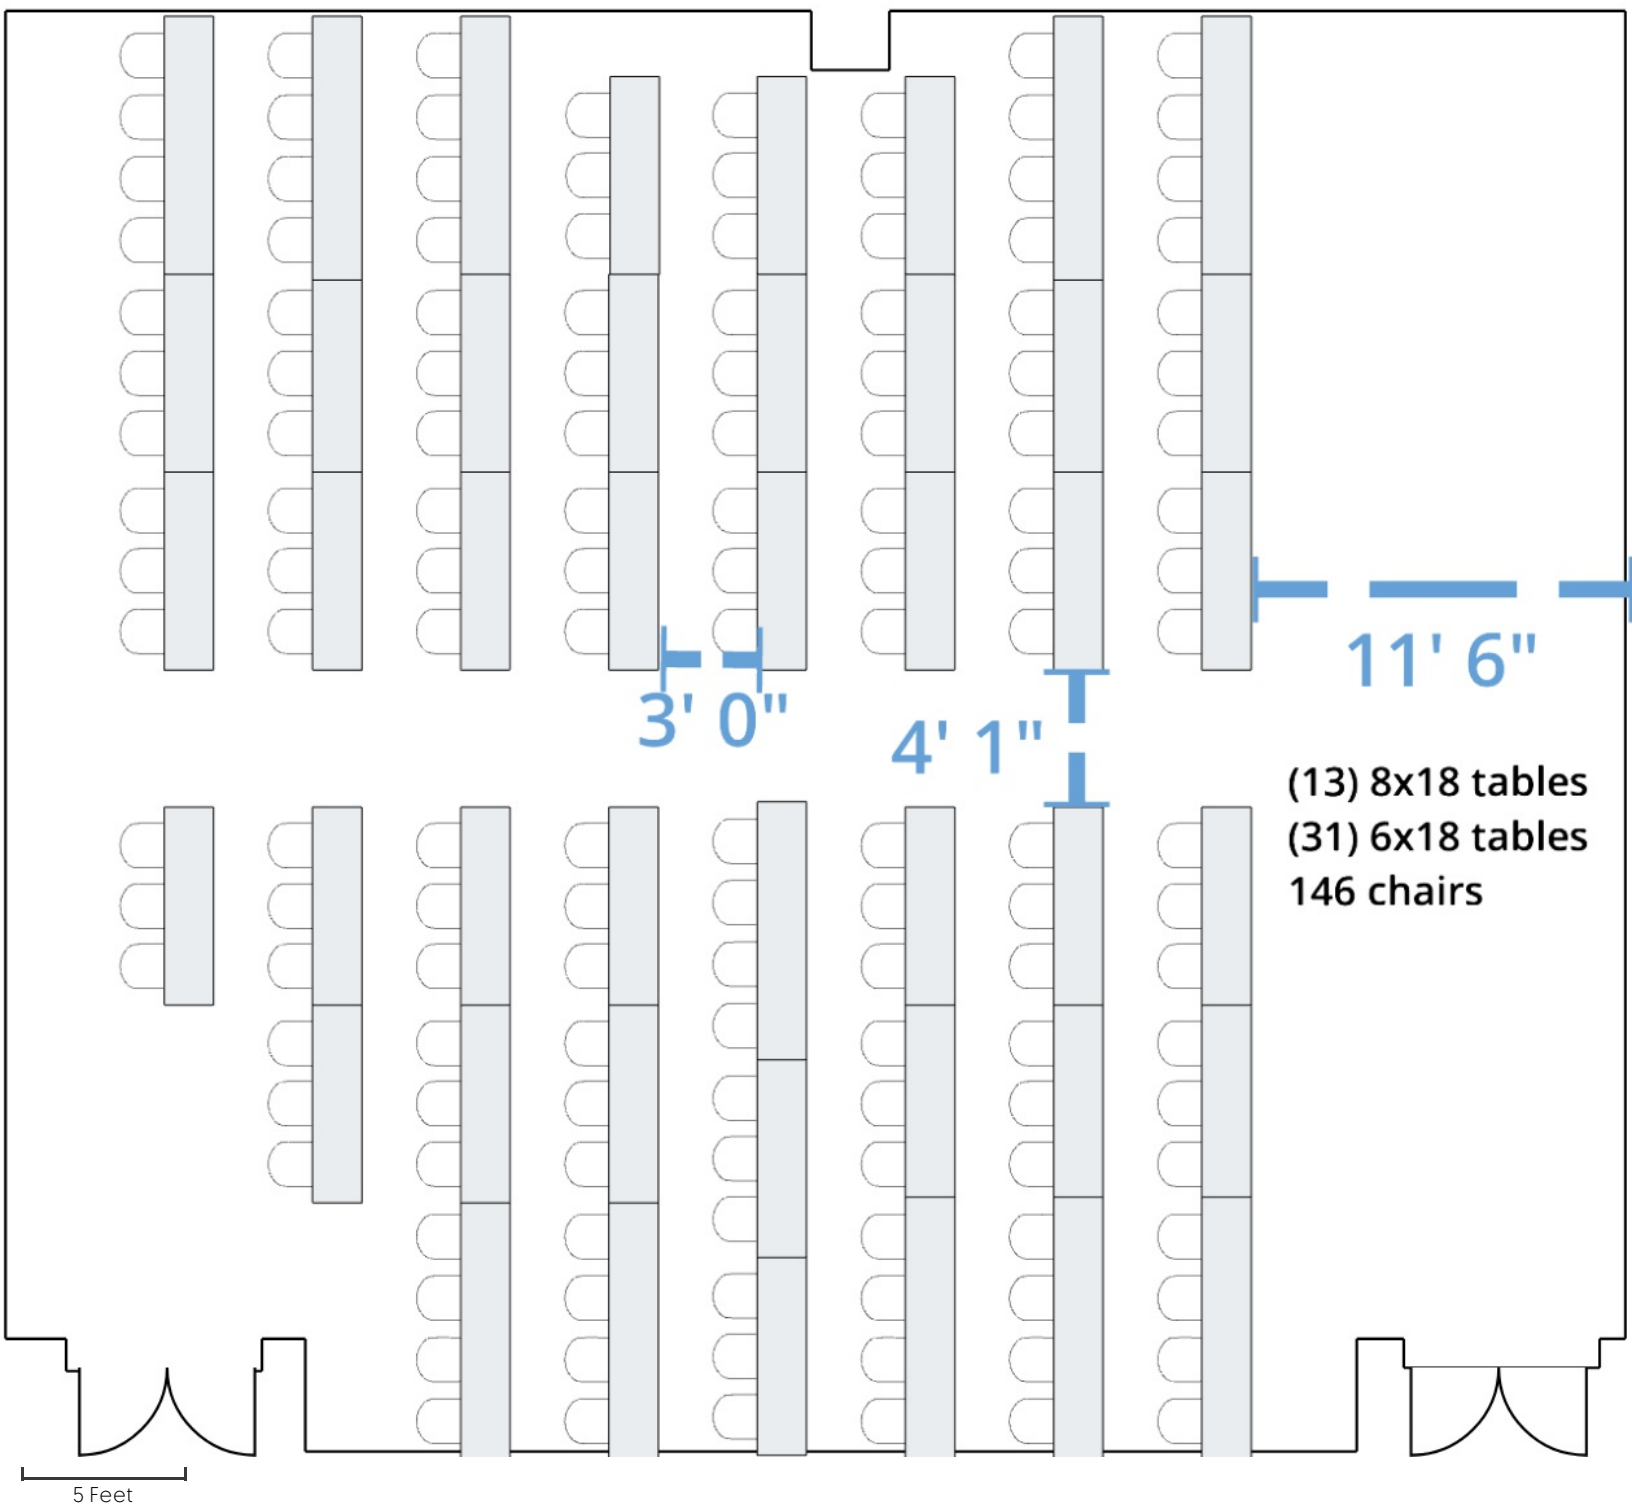 11' 6"
3' 0"
4' 1"
(13) 8x18 tables
(31) 6x18 tables
146 chairs
5 Feet